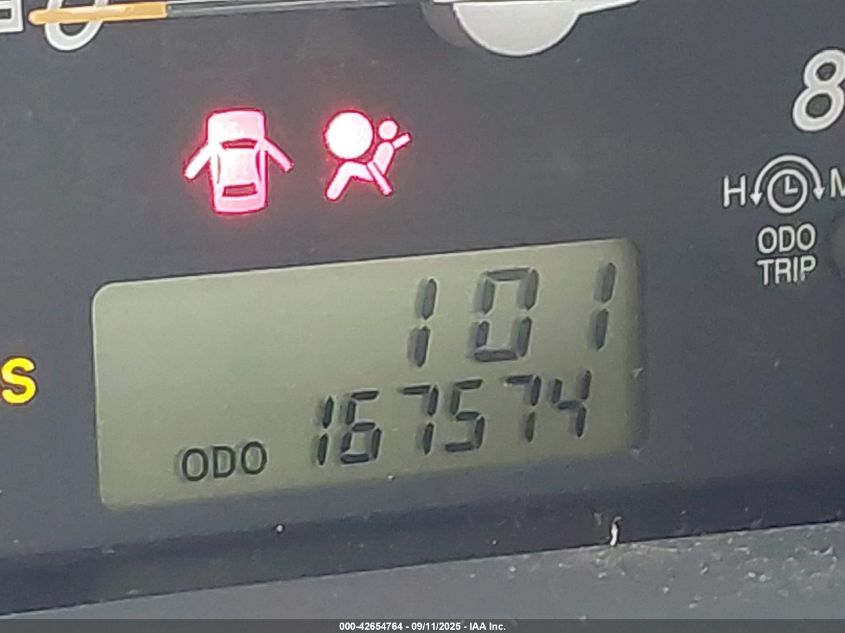 8
H M
ODO
TRIP
101
S
ODO 167574
000-42654764 - 09/11/2025 - IAA Inc.